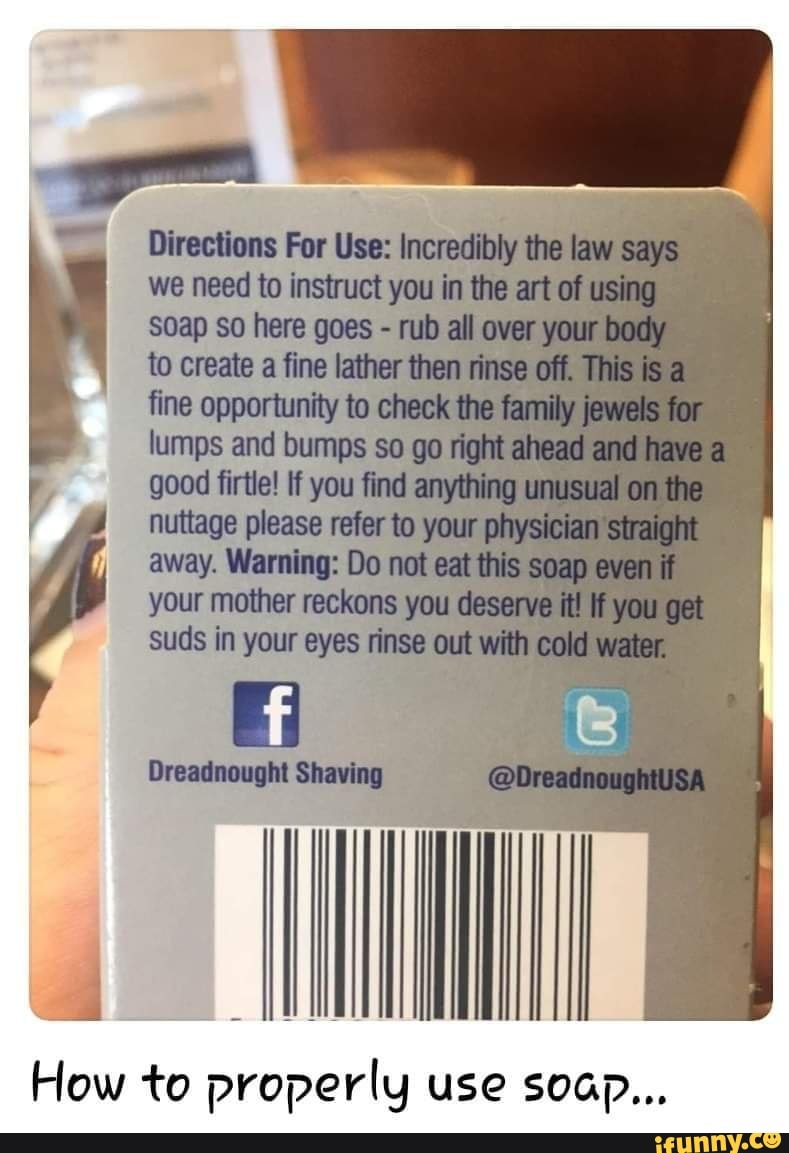 Directions For Use: Incredibly the law says
we need to instruct you in the art of using
soap so here goes - rub all over your body
to create a fine lather then rinse off. This is a
fine opportunity to check the family jewels for
lumps and bumps so go right ahead and have a
good firtle! If you find anything unusual on the
nuttage please refer to your physician straight
away. Warning: Do not eat this soap even if
your mother reckons you deserve it! If you get
suds in your eyes rinse out with cold water.
Dreadnought Shaving @DreadnoughtUSA
How to properly use soap...
ifunny.co